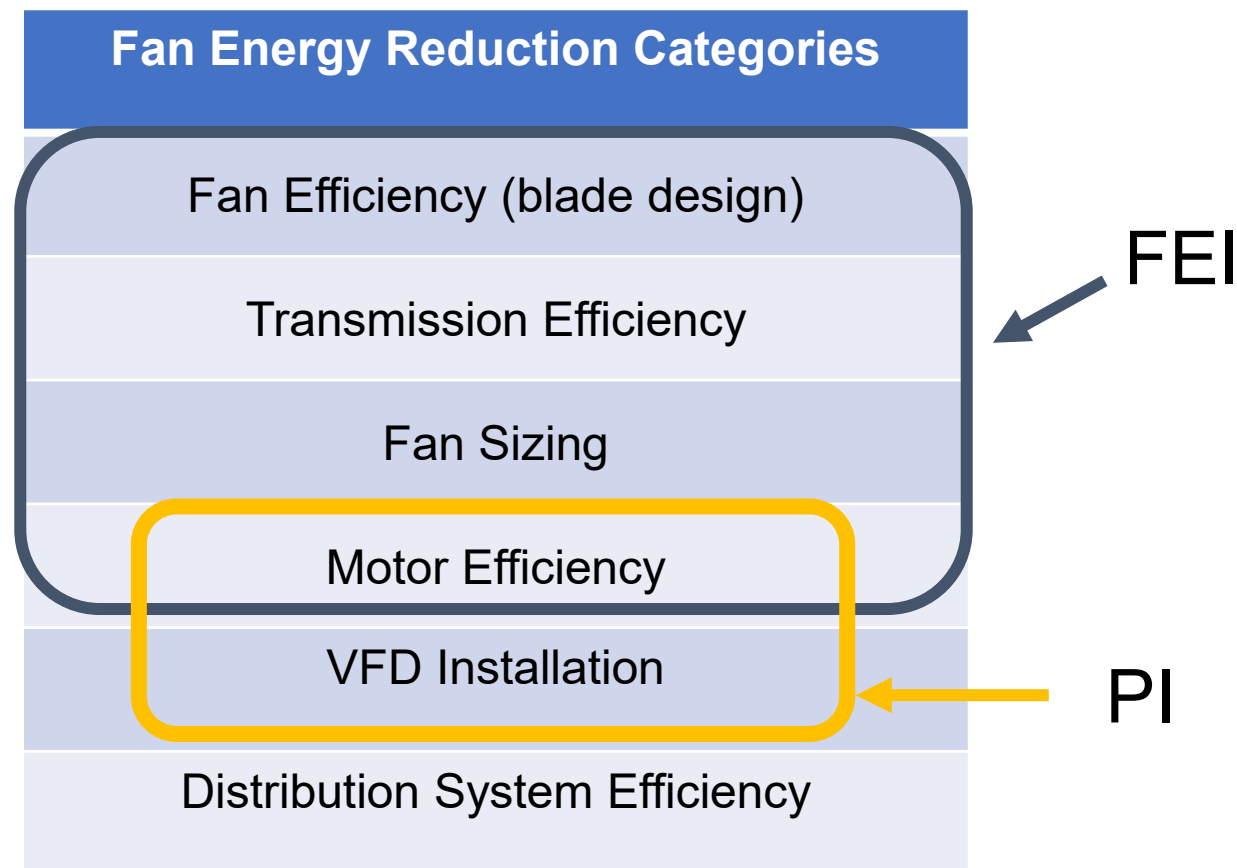 Fan Energy Reduction Categories
Fan Efficiency (blade design)
FEI
Transmission Efficiency
Fan Sizing
Motor Efficiency
VFD Installation
PI
Distribution System Efficiency